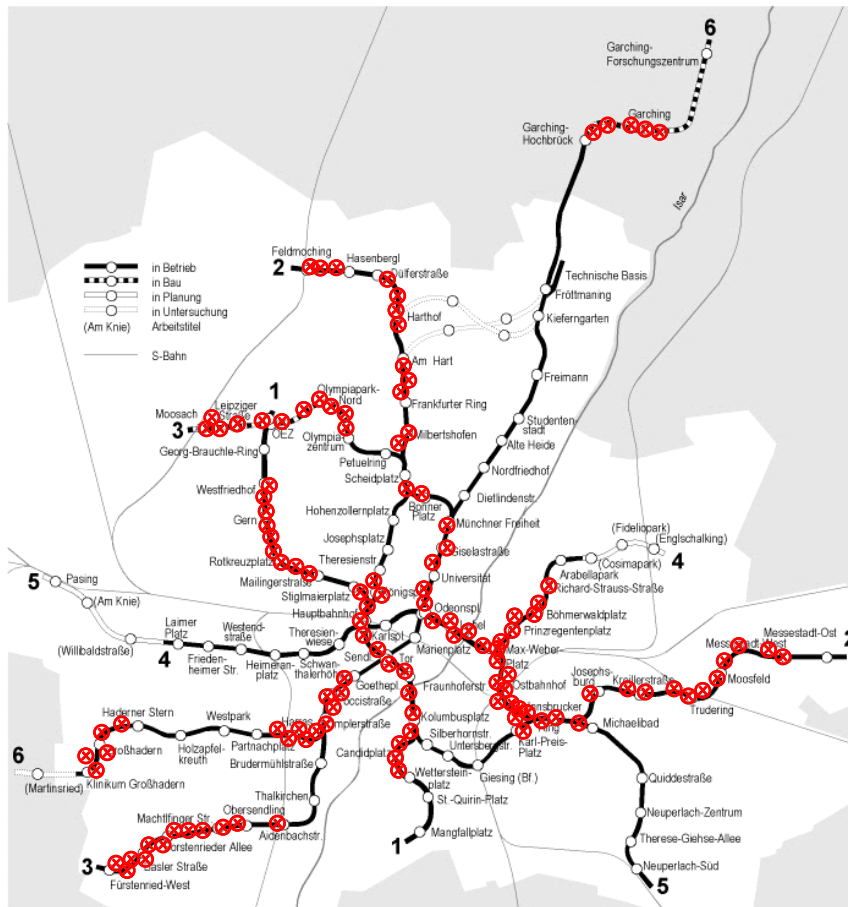 6
Garching-
Forschungszentrum
Garching
Garching-
Hochbrück
Isar
Feldmoching
Hasenbergl
2
Dülferstraße
in Betrieb
in Bau
in Planung
in Untersuchung
(Am Knie) Arbeitstitel
S-Bahn
Technische Basis
Fröttmaning
Harthof
Kieferngarten
Am Hart
Freimann
Olympiapark-
Nord
Leipziger
Straße
1
Moosach
3
Frankfurter Ring
Studenten-
stadt
OEZ
Olympia-
zentrum
Milbertshofen
Alte Heide
Georg-Brauchle-Ring
Petuelring
Scheidplatz
Nordfriedhof
Westfriedhof
Bonner
Platz
Dietlindenstr.
Hohenzollernplatz
Gern
Münchner Freiheit
(Fideliopark)
(Englschalking)
4
Josephsplatz
Giselastraße
(Cosimapark)
Rotkreuzplatz
Theresienstr.
Arabellapark
5
Pasing
Mailingerstraße
Universität
Richard-Strauss-Straße
(Am Knie)
Stiglmaierplatz
Odeonspl.
Böhmerwaldplatz
Hauptbahnhof
Prinzregentenplatz
Laimer
Platz
Westend-
straße
Theresien-
wiese
Karlspl.
Marienplatz
Max-Weber-
Platz
Messestadt-West
Messestadt-Ost
2
(Willibaldstraße)
4
Frieden-
heimer Str.
Heimeran-
platz
Schwan-
thalerhöhe
Sendl.
Tor
Josephs-
burg
Kreillerstraße
Moosfeld
Goethepl.
Fraunhoferstr.
Ostbahnhof
Trudering
Haderner Stern
Westpark
Kolumbusplatz
Michaelibad
Großhadern
Holzapfel-
kreuth
Partnachplatz
Silberhornstr.
Untersbergstr.
Karl-Preis-
Platz
6
(Martinsried)
Klinikum Großhadern
Brudermühlstraße
Candidplatz
Wetterstein-
platz
Giesing (Bf.)
Quiddestraße
Thalkirchen
St.-Quirin-Platz
Machtlfinger Str.
Obersendling
Neuperlach-Zentrum
Forstenrieder Allee
Aidenbachstr.
Mangfallplatz
1
Therese-Giehse-Allee
3
Basler Straße
Neuperlach-Süd
Fürstenried-West
5